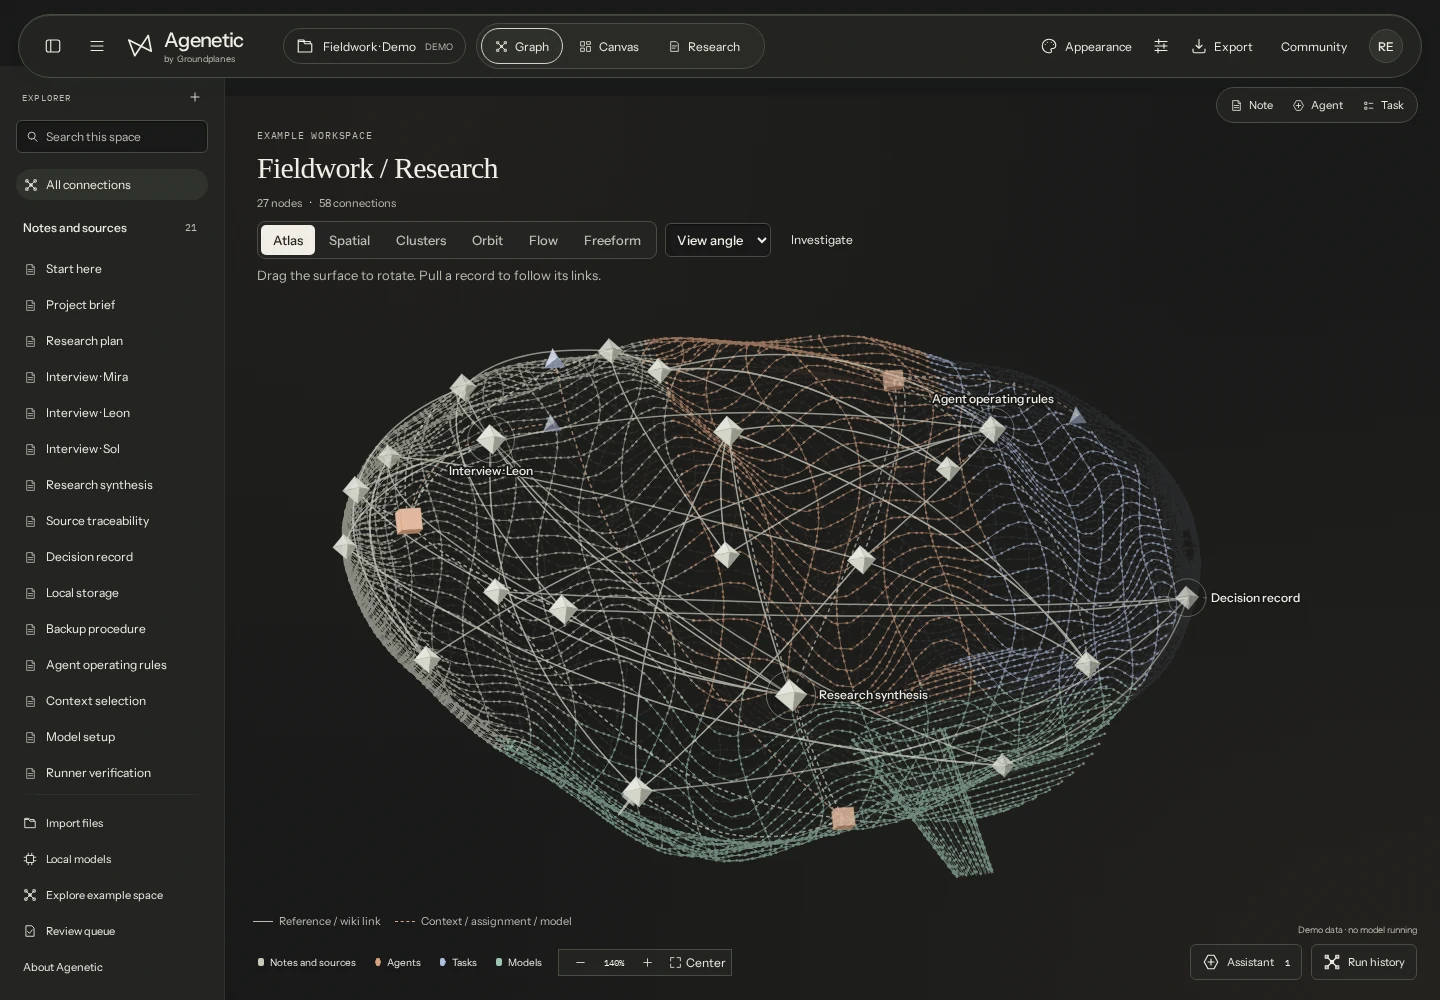 Agenetic
by Groundplanes
Fieldwork · Demo DEMO
Graph
Canvas
Research
Appearance
Export
Community
RE
EXPLORER
Search this space
All connections
Notes and sources 21
Start here
Project brief
Research plan
Interview · Mira
Interview · Leon
Interview · Sol
Research synthesis
Source traceability
Decision record
Local storage
Backup procedure
Agent operating rules
Context selection
Model setup
Runner verification
Import files
Local models
Explore example space
Review queue
About Agenetic
Note
Agent
Task
EXAMPLE WORKSPACE
Fieldwork / Research
27 nodes · 58 connections
Atlas
Spatial
Clusters
Orbit
Flow
Freeform
View angle
Investigate
Drag the surface to rotate. Pull a record to follow its links.
Agent operating rules
Interview · Leon
Decision record
Research synthesis
Reference / wiki link
Context / assignment / model
Notes and sources
Agents
Tasks
Models
140%
Center
Demo data · no model running
Assistant 1
Run history